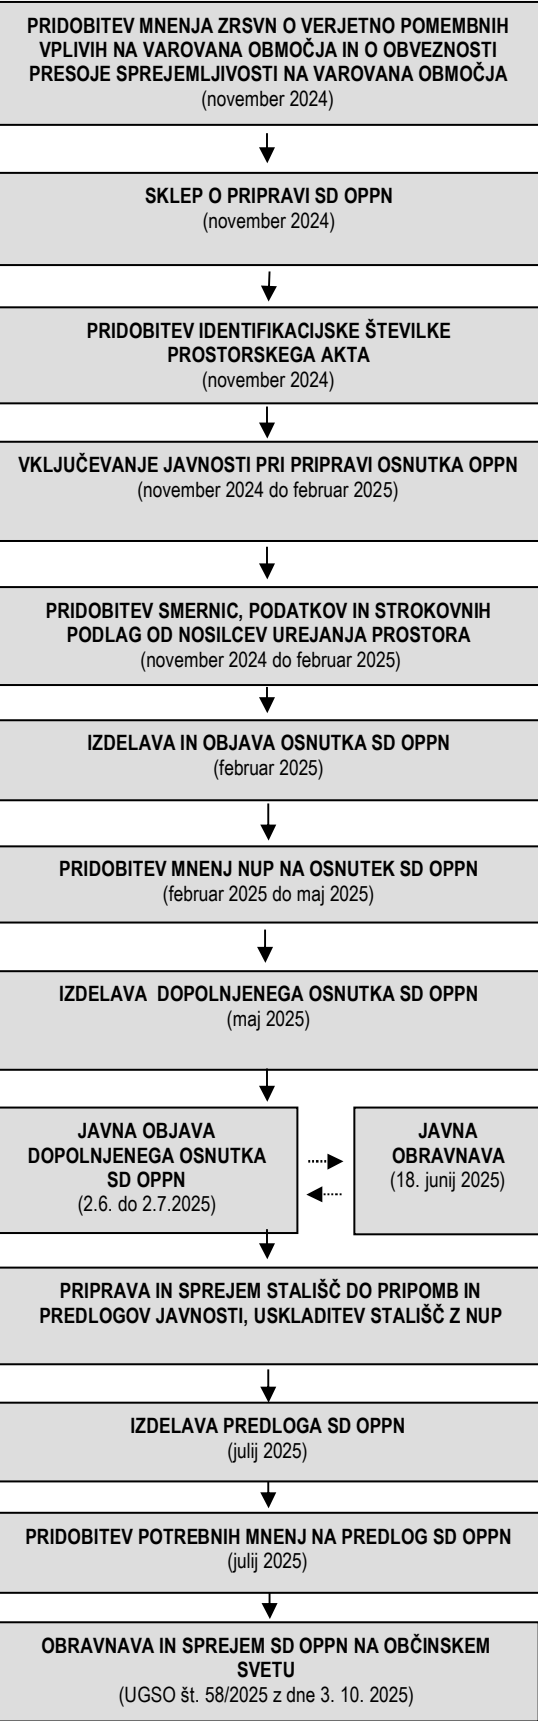 PRIDOBITEV MNENJA ZRSVN O VERJETNO POMEMBNIH
VPLIVIH NA VAROVANA OBMOČJA IN O OBVEZNOSTI
PRESOJE SPREJEMLJIVOSTI NA VAROVANA OBMOČJA
(november 2024)
SKLEP O PRIPRAVI SD OPPN
(november 2024)
PRIDOBITEV IDENTIFIKACIJSKE ŠTEVILKE
PROSTORSKEGA AKTA
(november 2024)
VKLJUČEVANJE JAVNOSTI PRI PRIPRAVI OSNUTKA OPPN
(november 2024 do februar 2025)
PRIDOBITEV SMERNIC, PODATKOV IN STROKOVNIH
PODLAG OD NOSILCEV UREJANJA PROSTORA
(november 2024 do februar 2025)
IZDELAVA IN OBJAVA OSNUTKA SD OPPN
(februar 2025)
PRIDOBITEV MNENJ NUP NA OSNUTEK SD OPPN
(februar 2025 do maj 2025)
IZDELAVA DOPOLNJENEGA OSNUTKA SD OPPN
(maj 2025)
JAVNA OBJAVA
DOPOLNJENEGA OSNUTKA
SD OPPN
(2.6. do 2.7.2025)
JAVNA
OBRAVNAVA
(18. junij 2025)
PRIPRAVA IN SPREJEM STALIŠČ DO PRIPOMB IN
PREDLOGOV JAVNOSTI, USKLADITEV STALIŠČ Z NUP
IZDELAVA PREDLOGA SD OPPN
(julij 2025)
PRIDOBITEV POTREBNIH MNENJ NA PREDLOG SD OPPN
(julij 2025)
OBRAVNAVA IN SPREJEM SD OPPN NA OBČINSKEM
SVETU
(UGSO št. 58/2025 z dne 3. 10. 2025)